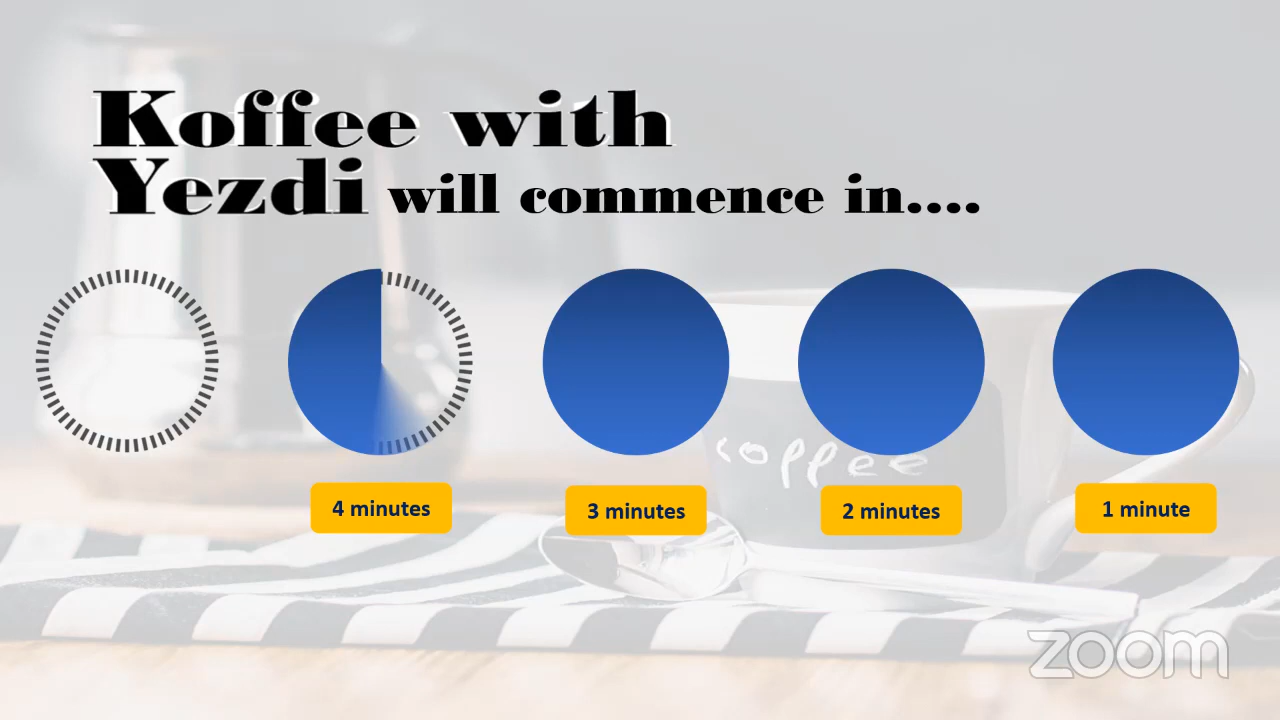 Koffee with
Yezdi will commence in....
4 minutes
3 minutes
2 minutes
1 minute
coffee
zoom